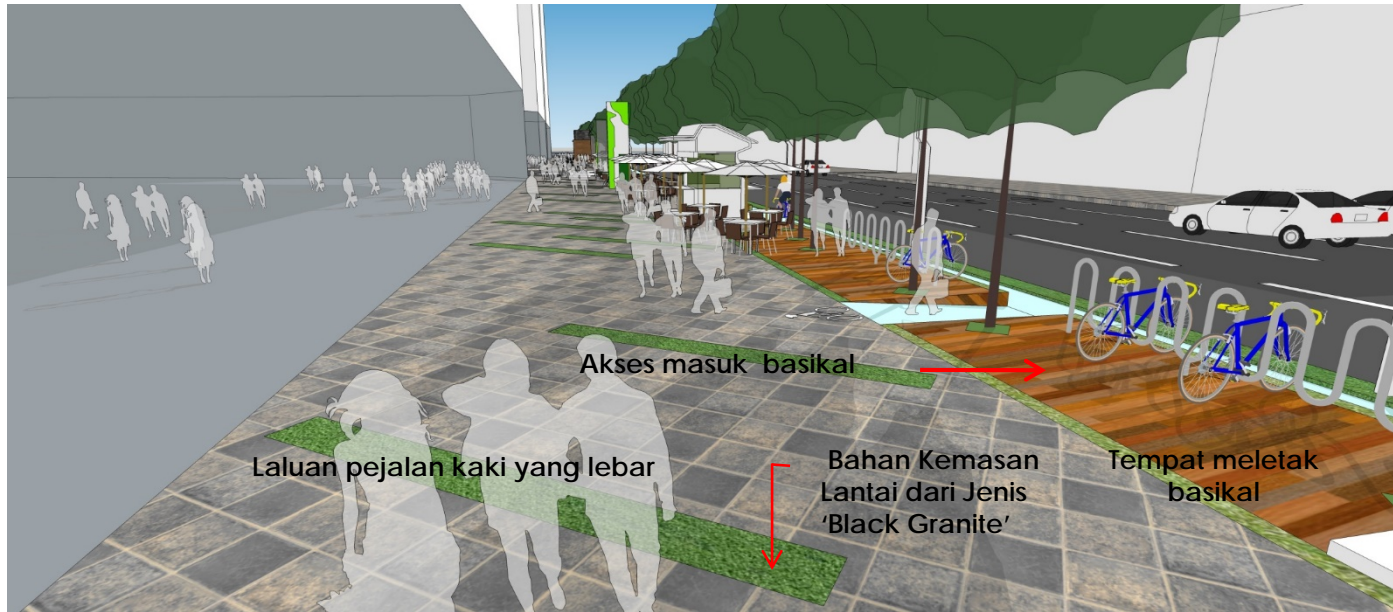 Akses masuk basikal
Laluan pejalan kaki yang lebar
Bahan Kemasan
Lantai dari Jenis
‘Black Granite’
Tempat meletak
basikal